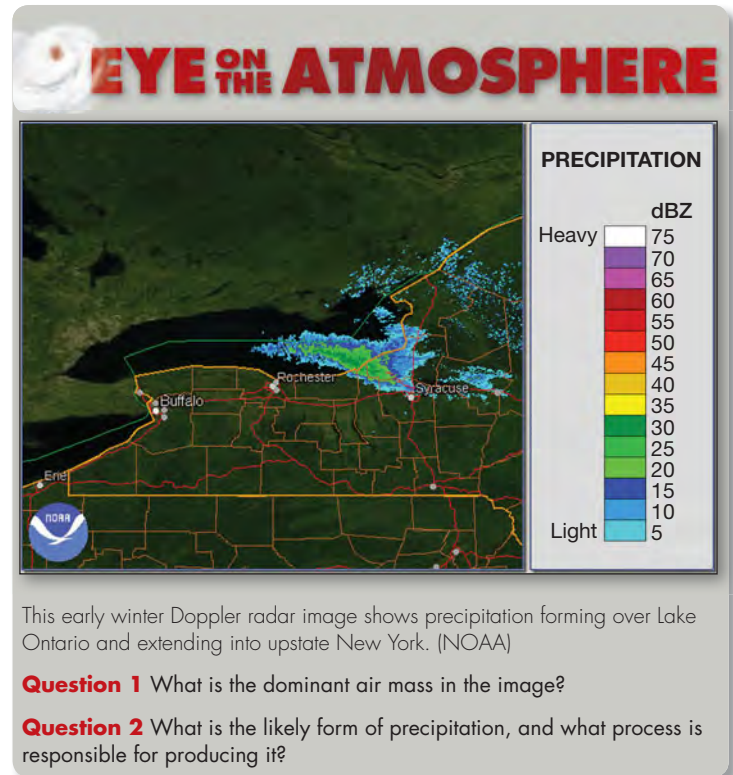 EYE ON THE ATMOSPHERE
PRECIPITATION
dBZ
Heavy 75
70
65
60
55
50
45
40
35
30
25
20
15
10
Light 5
Rochester
Syracuse
Buffalo
Erie
NOAA
This early winter Doppler radar image shows precipitation forming over Lake
Ontario and extending into upstate New York. (NOAA)
Question 1 What is the dominant air mass in the image?
Question 2 What is the likely form of precipitation, and what process is
responsible for producing it?